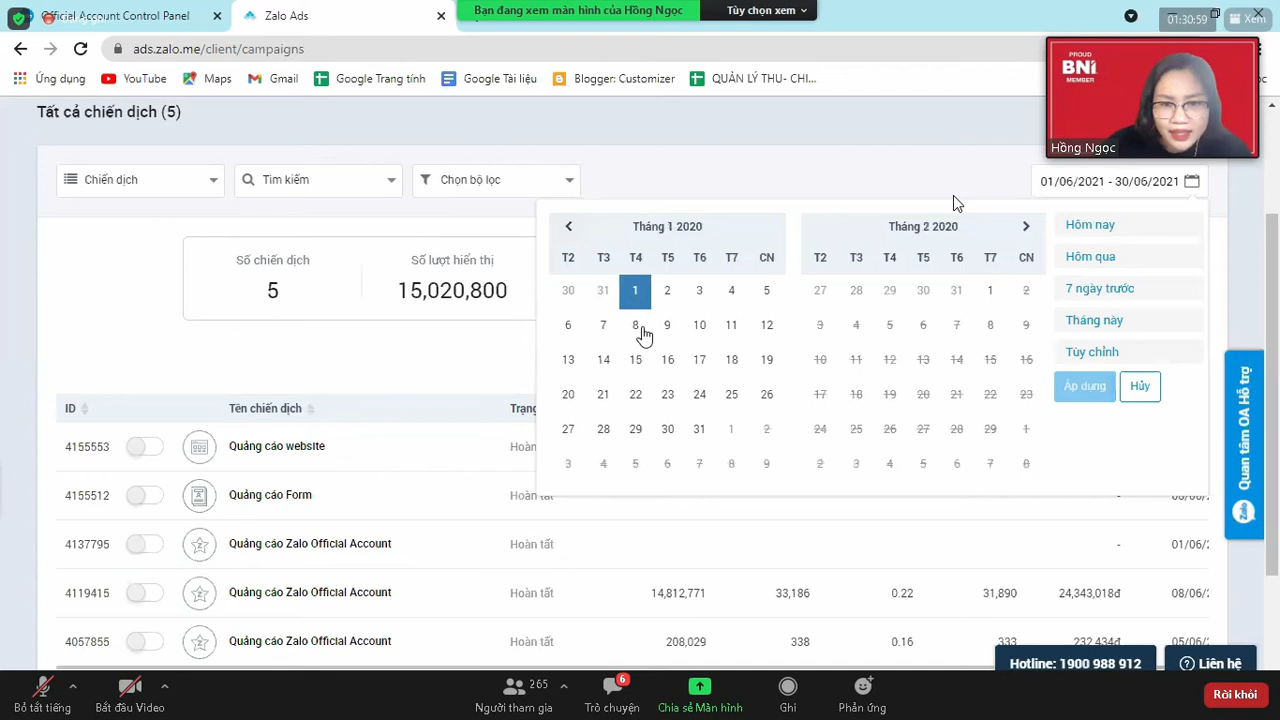 Official Account Control Panel
Zalo Ads
Bạn đang xem màn hình của Hồng Ngọc
Tùy chọn xem
01:30:59
Xem
ads.zalo.me/client/campaigns
Ứng dụng
YouTube
Maps
Gmail
Google Trang tính
Google Tài liệu
Blogger: Customizer
QUẢN LÝ THU- CHI...
PROUD
BNI
MEMBER
Hồng Ngọc
Tất cả chiến dịch (5)
Chiến dịch
Tìm kiếm
Chọn bộ lọc
01/06/2021 - 30/06/2021
Số chiến dịch
5
Số lượt hiển thị
15,020,800
Tháng 1 2020
T2 T3 T4 T5 T6 T7 CN
30 31 1 2 3 4 5
6 7 8 9 10 11 12
13 14 15 16 17 18 19
20 21 22 23 24 25 26
27 28 29 30 31 1 2
3 4 5 6 7 8 9
Tháng 2 2020
T2 T3 T4 T5 T6 T7 CN
27 28 29 30 31 1 2
3 4 5 6 7 8 9
10 11 12 13 14 15 16
17 18 19 20 21 22 23
24 25 26 27 28 29 1
2 3 4 5 6 7 8
Hôm nay
Hôm qua
7 ngày trước
Tháng này
Tùy chỉnh
Áp dụng
Hủy
Quan tâm OA Hỗ trợ
Zalo
ID Tên chiến dịch
4155553 Quảng cáo website
4155512 Quảng cáo Form Hoàn tất
4137795 Quảng cáo Zalo Official Account Hoàn tất - 01/06/2
4119415 Quảng cáo Zalo Official Account Hoàn tất 14,812,771 33,186 0.22 31,890 24,343,018đ 08/06/2
4057855 Quảng cáo Zalo Official Account Hoàn tất 208,029 338 0.16 333 232,434đ 05/06/2
Hotline: 1900 988 912
Liên hệ
Bỏ tắt tiếng
Bắt đầu Video
265
Người tham gia
6
Trò chuyện
Chia sẻ Màn hình
Ghi
Phản ứng
Rời khỏi